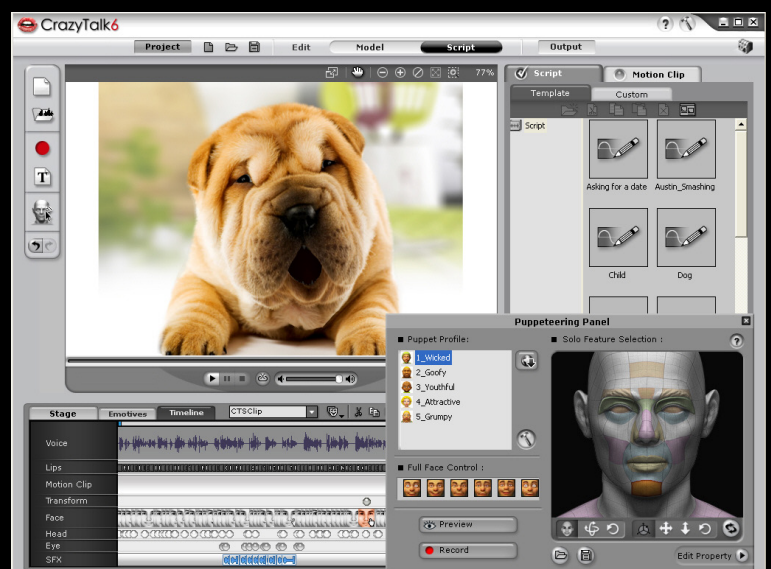 CrazyTalk6
Project Edit Model Script Output
77%
Script Motion Clip
Template Custom
Script
Asking for a date Austin_Smashing
Child Dog
Puppeteering Panel
Puppet Profile: Solo Feature Selection :
1_Wicked
2_Goofy
3_Youthful
4_Attractive
5_Grumpy
Full Face Control :
Preview
Record
Edit Property
Stage Emotives Timeline CTSClip
Voice
Lips
Motion Clip
Transform
Face
Head
Eye
SFX